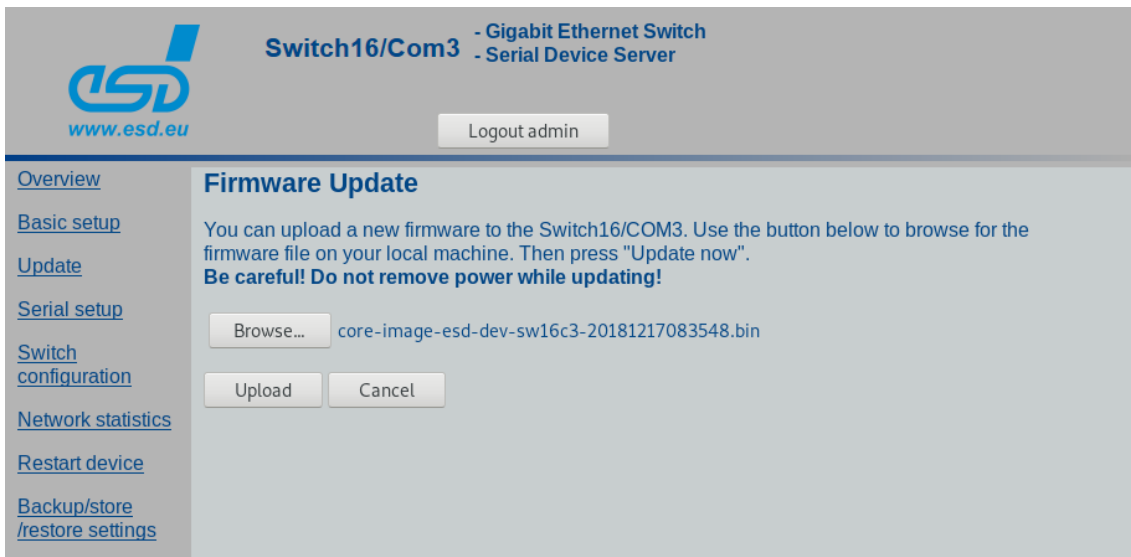 esd
www.esd.eu
Switch16/Com3
- Gigabit Ethernet Switch
- Serial Device Server
Logout admin
Overview
Basic setup
Update
Serial setup
Switch
configuration
Network statistics
Restart device
Backup/store
/restore settings
Firmware Update
You can upload a new firmware to the Switch16/COM3. Use the button below to browse for the
firmware file on your local machine. Then press "Update now".
Be careful! Do not remove power while updating!
Browse... core-image-esd-dev-sw16c3-20181217083548.bin
Upload Cancel